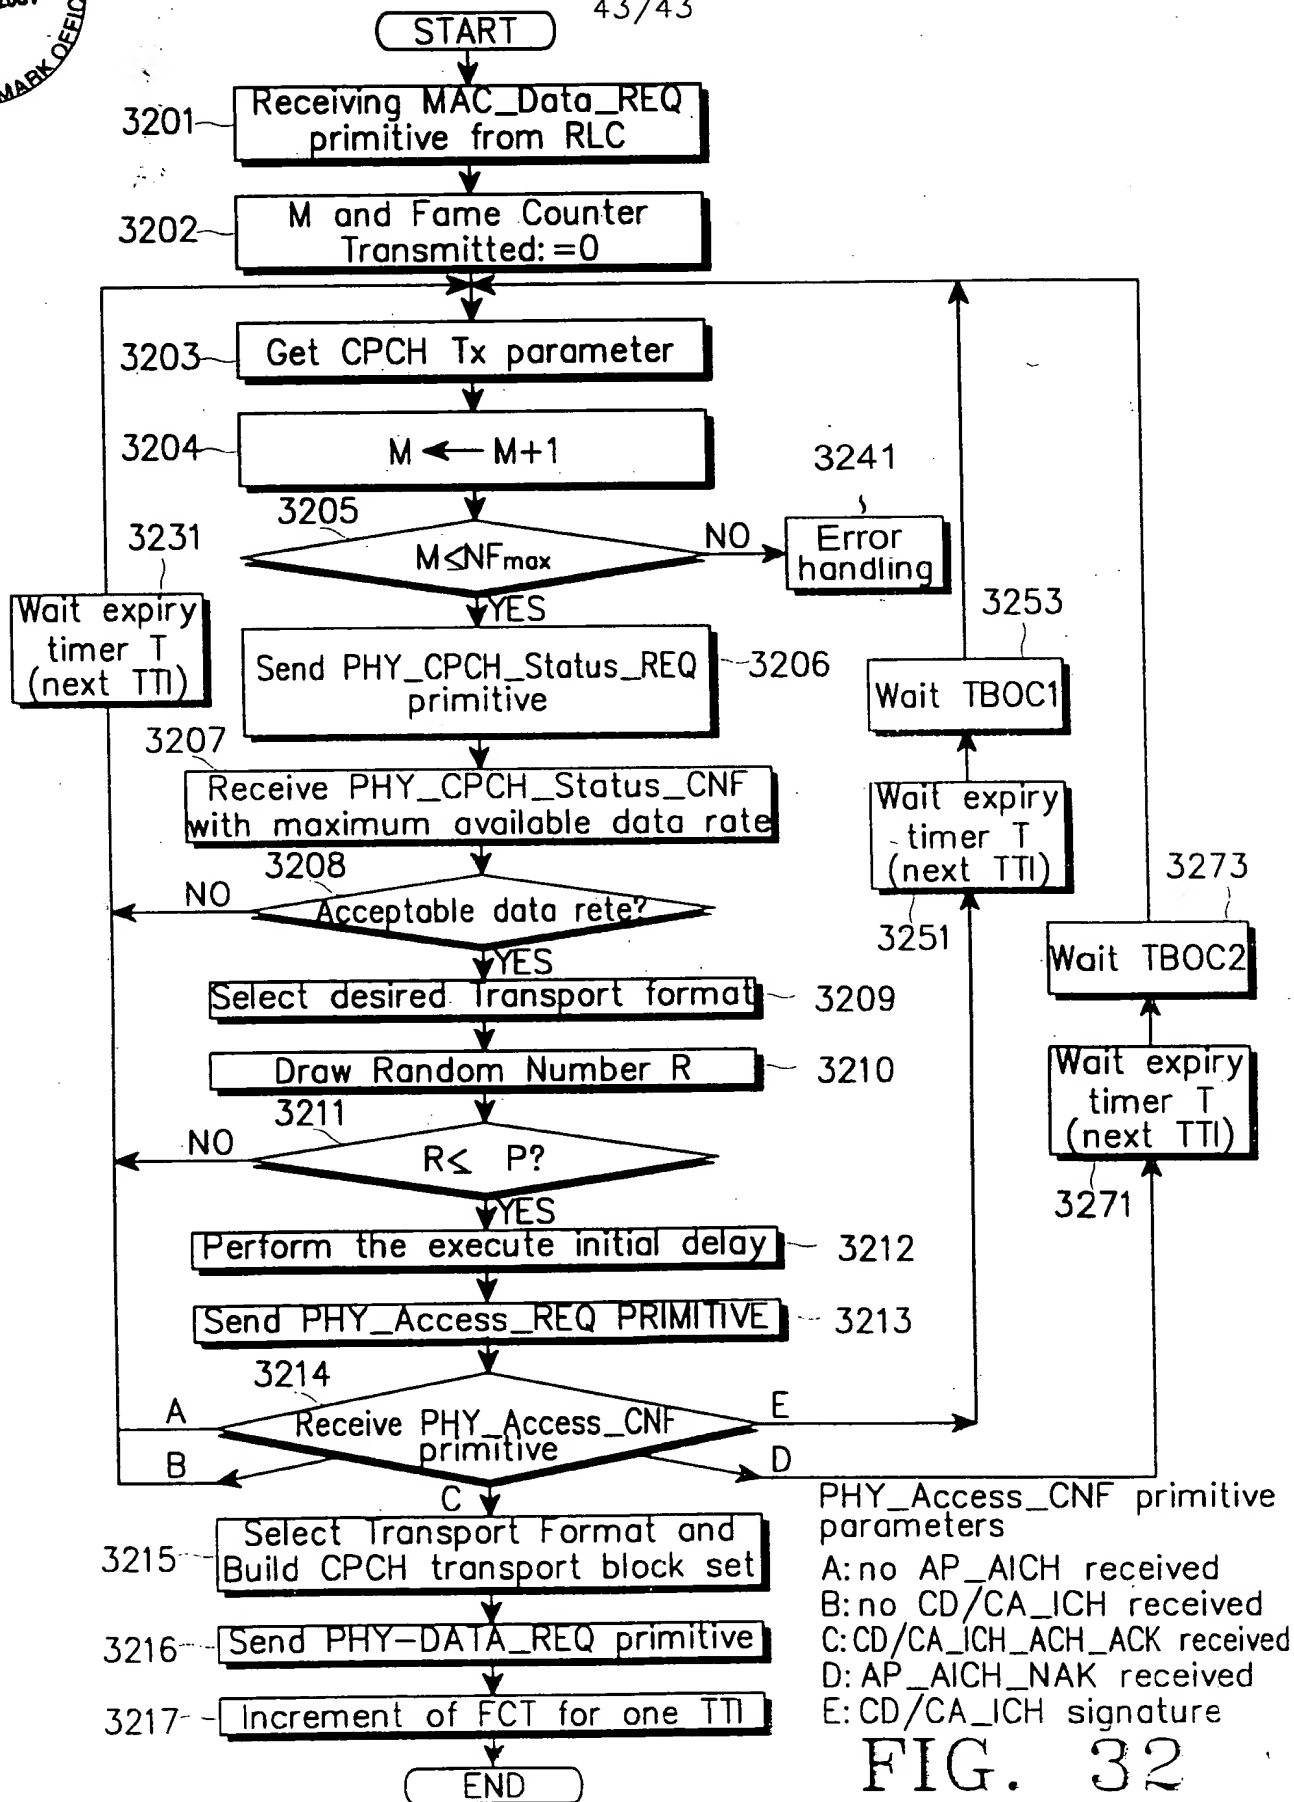 43/43
MARK OFFIC
START
3201
Receiving MAC_Data_REQ
primitive from RLC
3202
M and Fame Counter
Transmitted:=0
3203
Get CPCH Tx parameter
3204
M ← M+1
3205
M≤NFmax
NO
3241
Error
handling
YES
3231
Wait expiry
timer T
(next TTI)
Send PHY_CPCH_Status_REQ
primitive
3206
3207
Receive PHY_CPCH_Status_CNF
with maximum available data rate
3253
Wait TBOC1
Wait expiry
timer T
(next TTI)
3251
3208
NO
Acceptable data rete?
YES
3273
Wait TBOC2
Wait expiry
timer T
(next TTI)
3271
Select desired Transport format
3209
Draw Random Number R
3210
3211
NO
R≤ P?
YES
Perform the execute initial delay
3212
Send PHY_Access_REQ PRIMITIVE
3213
3214
Receive PHY_Access_CNF
primitive
A
B
C
E
D
3215
Select Transport Format and
Build CPCH transport block set
3216
Send PHY-DATA_REQ primitive
3217
Increment of FCT for one TTI
END
PHY_Access_CNF primitive
parameters
A:no AP_AICH received
B:no CD/CA_ICH received
C:CD/CA_ICH_ACH_ACK received
D:AP_AICH_NAK received
E:CD/CA_ICH signature
FIG. 32